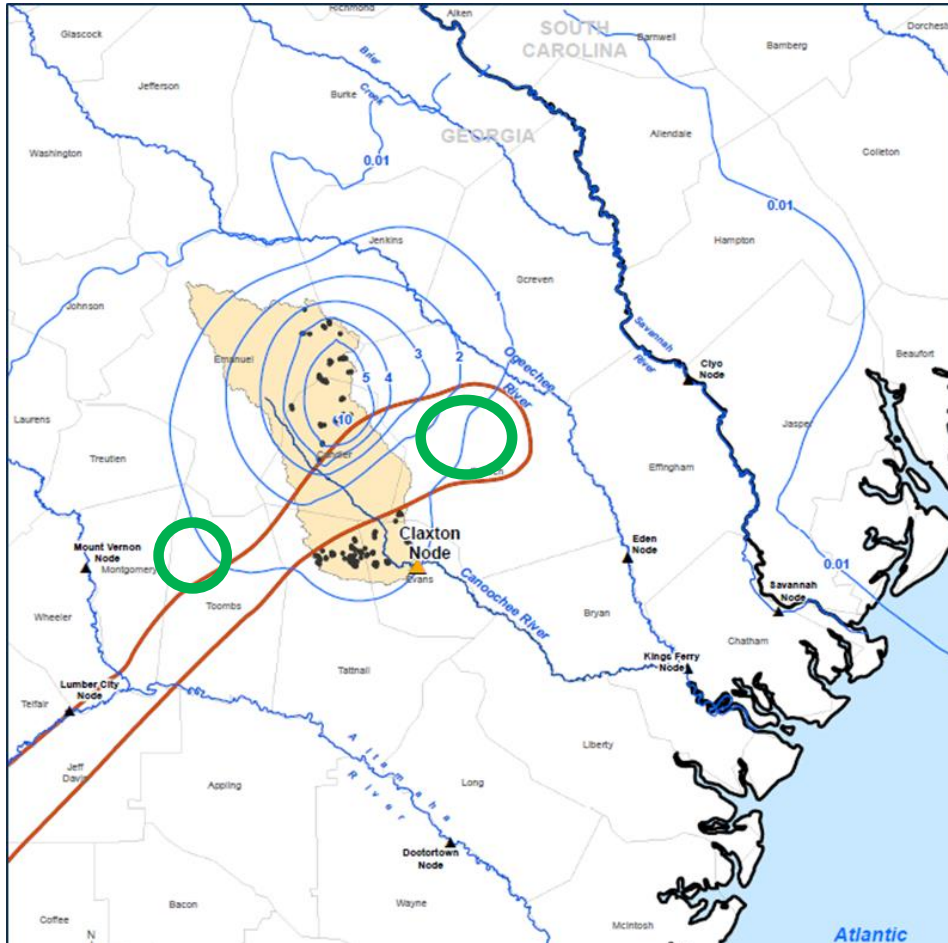 Richmond
Aiken
SOUTH
CAROLINA
Barnwell
Dorchest
Glascock
Bamberg
Brier
Creek
Jefferson
Burke
1
GEORGIA
Allendale
Washington
0.01
Colleton
0.01
Jenkins
Hampton
Screven
1
Johnson
Savannah
River
Beaufort
Emanuel
3
2
Ogeechee
River
Clyo
Node
5
4
10
Laurens
Candler
Jasper
Treutlen
Effingham
Claxton
Node
Eden
Node
Mount Vernon
Node
Montgomery
0.01
Evans
Canoochee River
Savannah
Node
Toombs
Bryan
Wheeler
Chatham
Kings Ferry
Node
Tattnall
Lumber City
Node
Telfair
Altamaha
River
Liberty
Jeff
Davis
Appling
Long
Doctortown
Node
Bacon
Wayne
Coffee
McIntosh
N
Atlantic